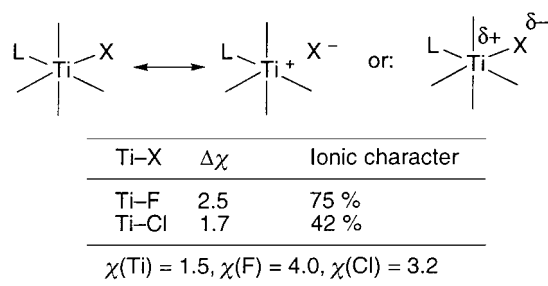 L Ti X ↔ L Ti + X – or: L Ti δ+ X δ–
Ti–X Δχ Ionic character
Ti–F 2.5 75 %
Ti–Cl 1.7 42 %
χ(Ti) = 1.5, χ(F) = 4.0, χ(Cl) = 3.2